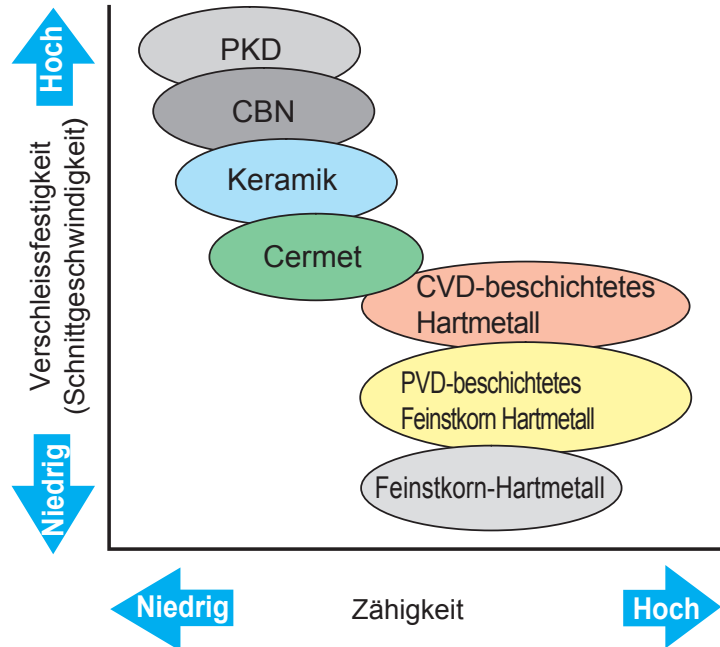 Hoch
Verschleissfestigkeit
(Schnittgeschwindigkeit)
Niedrig
PKD
CBN
Keramik
Cermet
CVD-beschichtetes
Hartmetall
PVD-beschichtetes
Feinstkorn Hartmetall
Feinstkorn-Hartmetall
Niedrig
Zähigkeit
Hoch